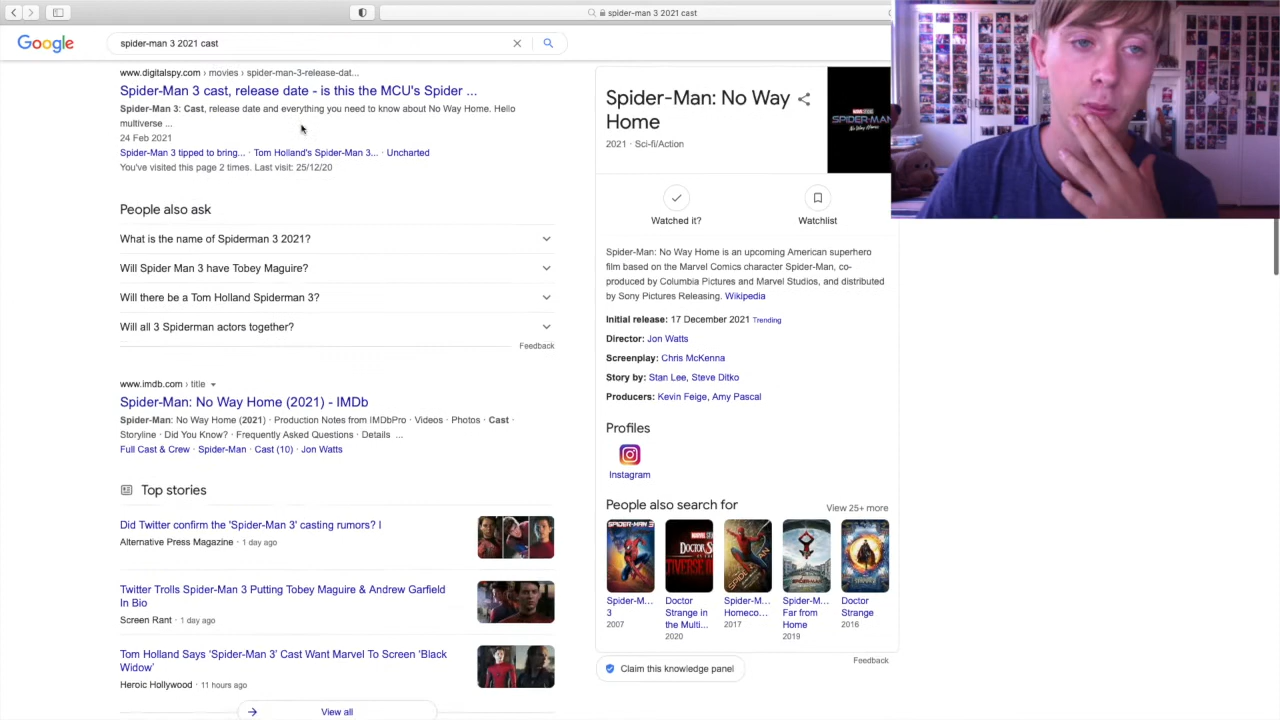 spider-man 3 2021 cast
Google
spider-man 3 2021 cast
www.digitalspy.com › movies › spider-man-3-release-dat...
Spider-Man 3 cast, release date - is this the MCU's Spider ...
Spider-Man 3: Cast, release date and everything you need to know about No Way Home. Hello
multiverse ...
24 Feb 2021
Spider-Man 3 tipped to bring... · Tom Holland's Spider-Man 3... · Uncharted
You've visited this page 2 times. Last visit: 25/12/20
People also ask
What is the name of Spiderman 3 2021?
Will Spider Man 3 have Tobey Maguire?
Will there be a Tom Holland Spiderman 3?
Will all 3 Spiderman actors together?
Feedback
www.imdb.com › title
Spider-Man: No Way Home (2021) - IMDb
Spider-Man: No Way Home (2021) · Production Notes from IMDbPro · Videos · Photos · Cast ·
Storyline · Did You Know? · Frequently Asked Questions · Details ...
Full Cast & Crew · Spider-Man · Cast (10) · Jon Watts
Top stories
Did Twitter confirm the 'Spider-Man 3' casting rumors? I
Alternative Press Magazine · 1 day ago
Twitter Trolls Spider-Man 3 Putting Tobey Maguire & Andrew Garfield
In Bio
Screen Rant · 1 day ago
Tom Holland Says 'Spider-Man 3' Cast Want Marvel To Screen 'Black
Widow'
Heroic Hollywood · 11 hours ago
View all
Spider-Man: No Way
Home
2021 · Sci-fi/Action
SPIDER-MAN
No Way Home
Watched it?
Watchlist
Spider-Man: No Way Home is an upcoming American superhero
film based on the Marvel Comics character Spider-Man, co-
produced by Columbia Pictures and Marvel Studios, and distributed
by Sony Pictures Releasing. Wikipedia
Initial release: 17 December 2021 Trending
Director: Jon Watts
Screenplay: Chris McKenna
Story by: Stan Lee, Steve Ditko
Producers: Kevin Feige, Amy Pascal
Profiles
Instagram
People also search for
View 25+ more
SPIDER-MAN 3
Spider-M...
3
2007
Doctor
Strange in
the Multi...
2020
Spider-M...
Homeco...
2017
Spider-M...
Far from
Home
2019
Doctor
Strange
2016
Feedback
Claim this knowledge panel